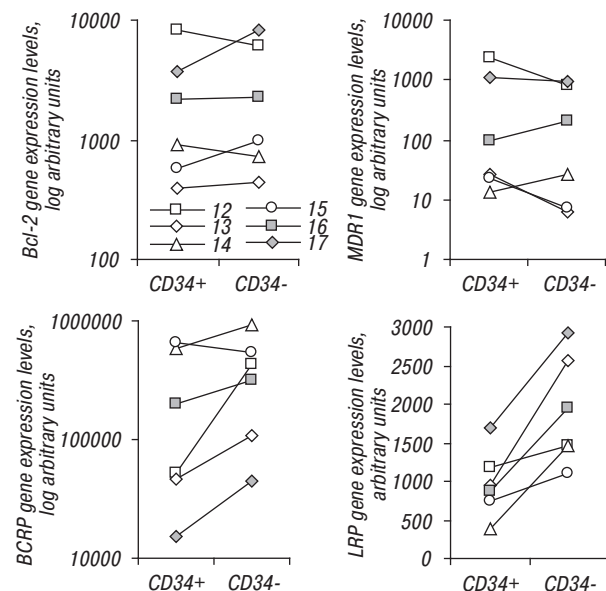 Bcl-2 gene expression levels,
log arbitrary units
10000
1000
100
12
13
14
15
16
17
CD34+ CD34-
MDR1 gene expression levels,
log arbitrary units
10000
1000
100
10
1
CD34+ CD34-
BCRP gene expression levels,
log arbitrary units
1000000
100000
10000
CD34+ CD34-
LRP gene expression levels,
arbitrary units
3000
2500
2000
1500
1000
500
0
CD34+ CD34-